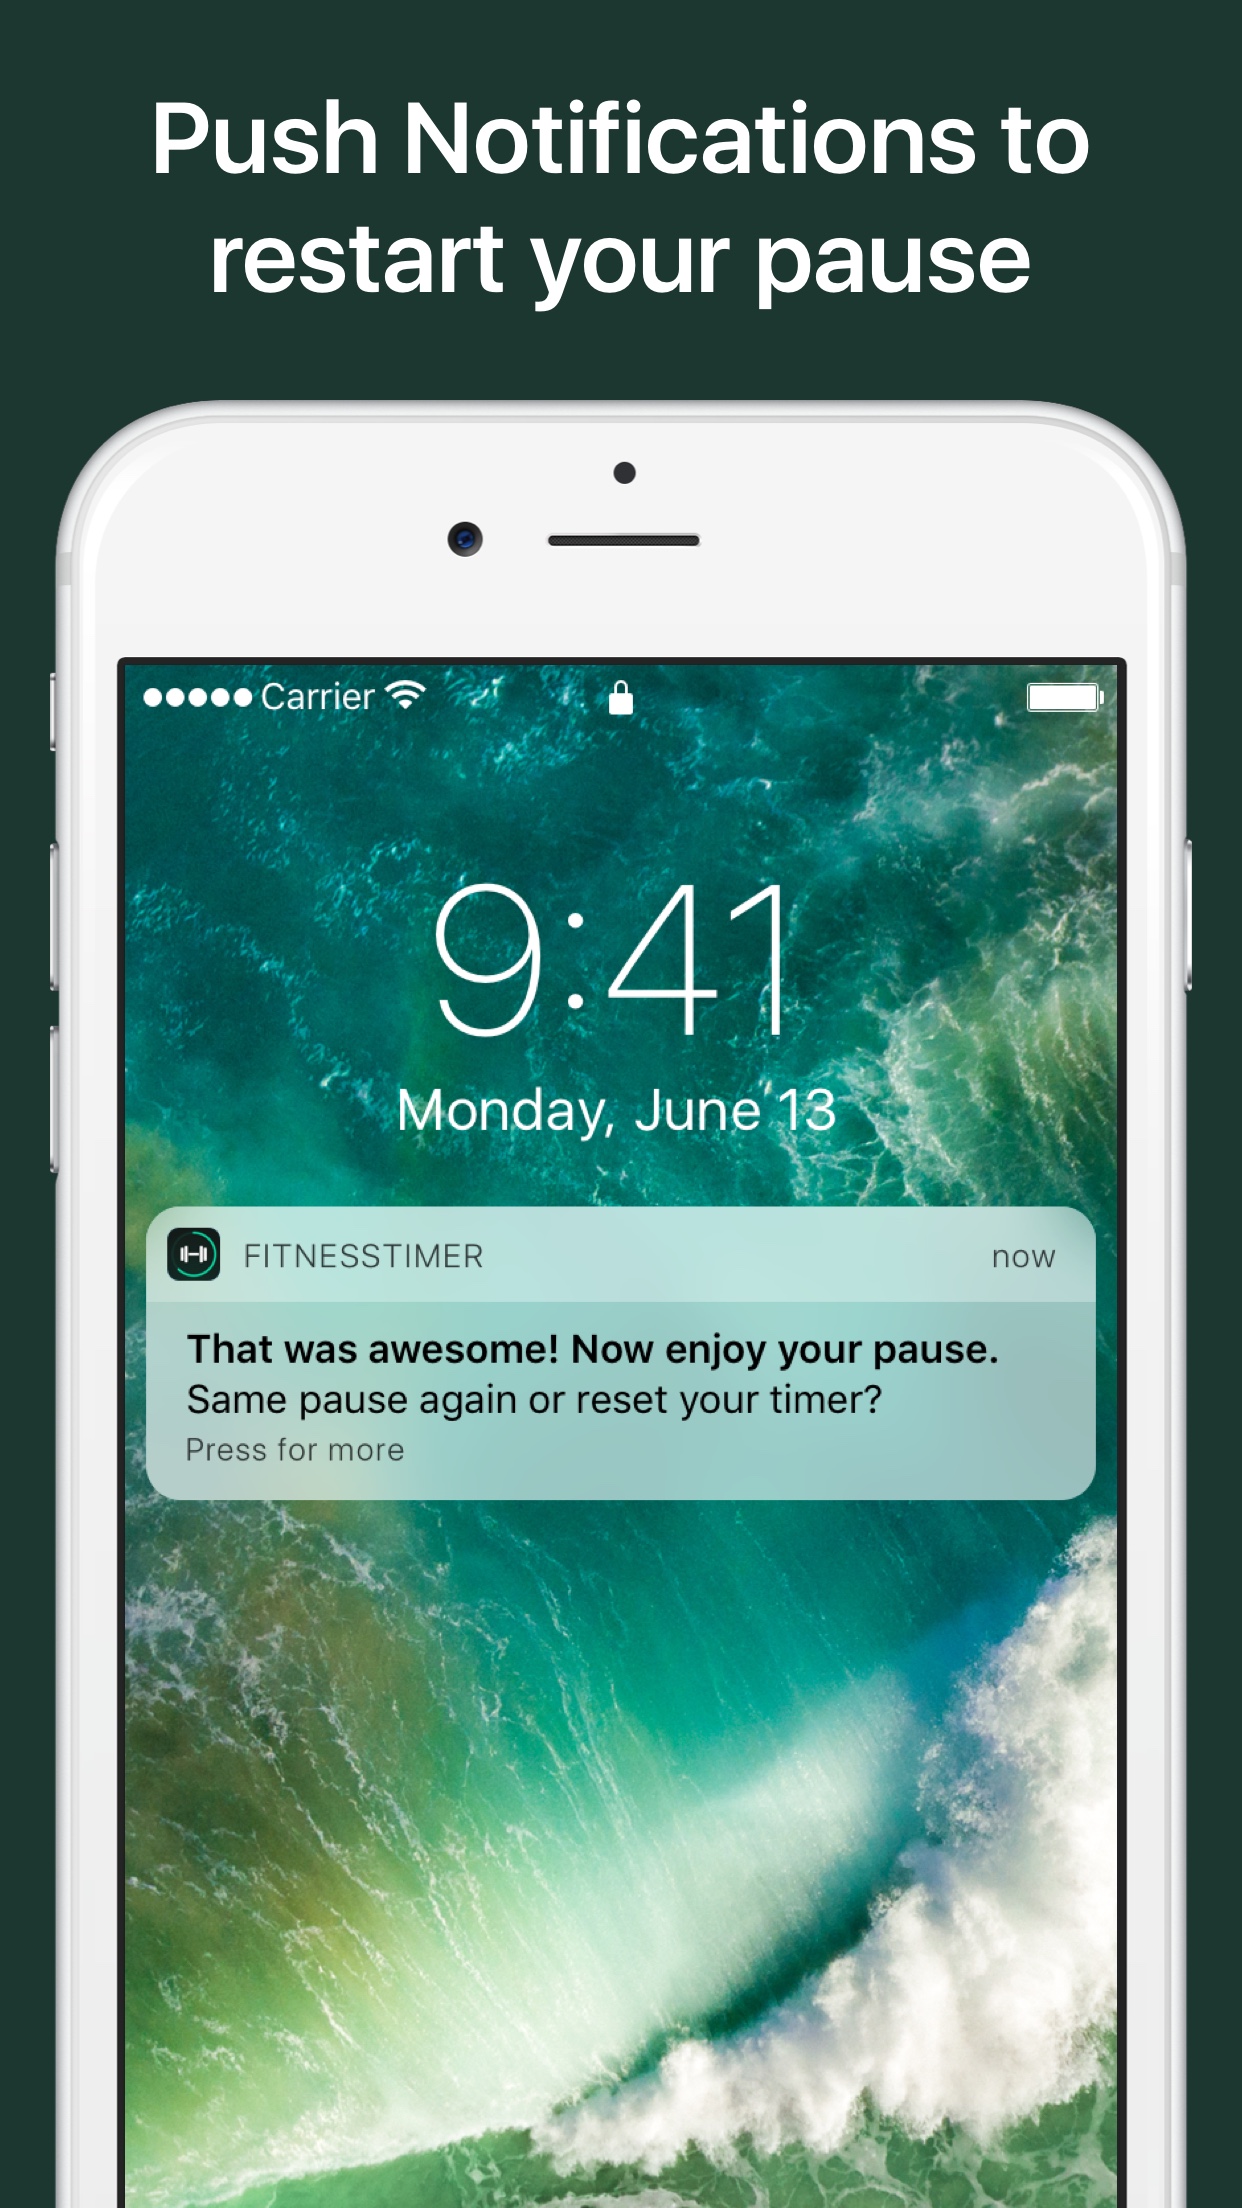 Push Notifications to
restart your pause
Carrier
9:41
Monday, June 13
FITNESSTIMER now
That was awesome! Now enjoy your pause.
Same pause again or reset your timer?
Press for more